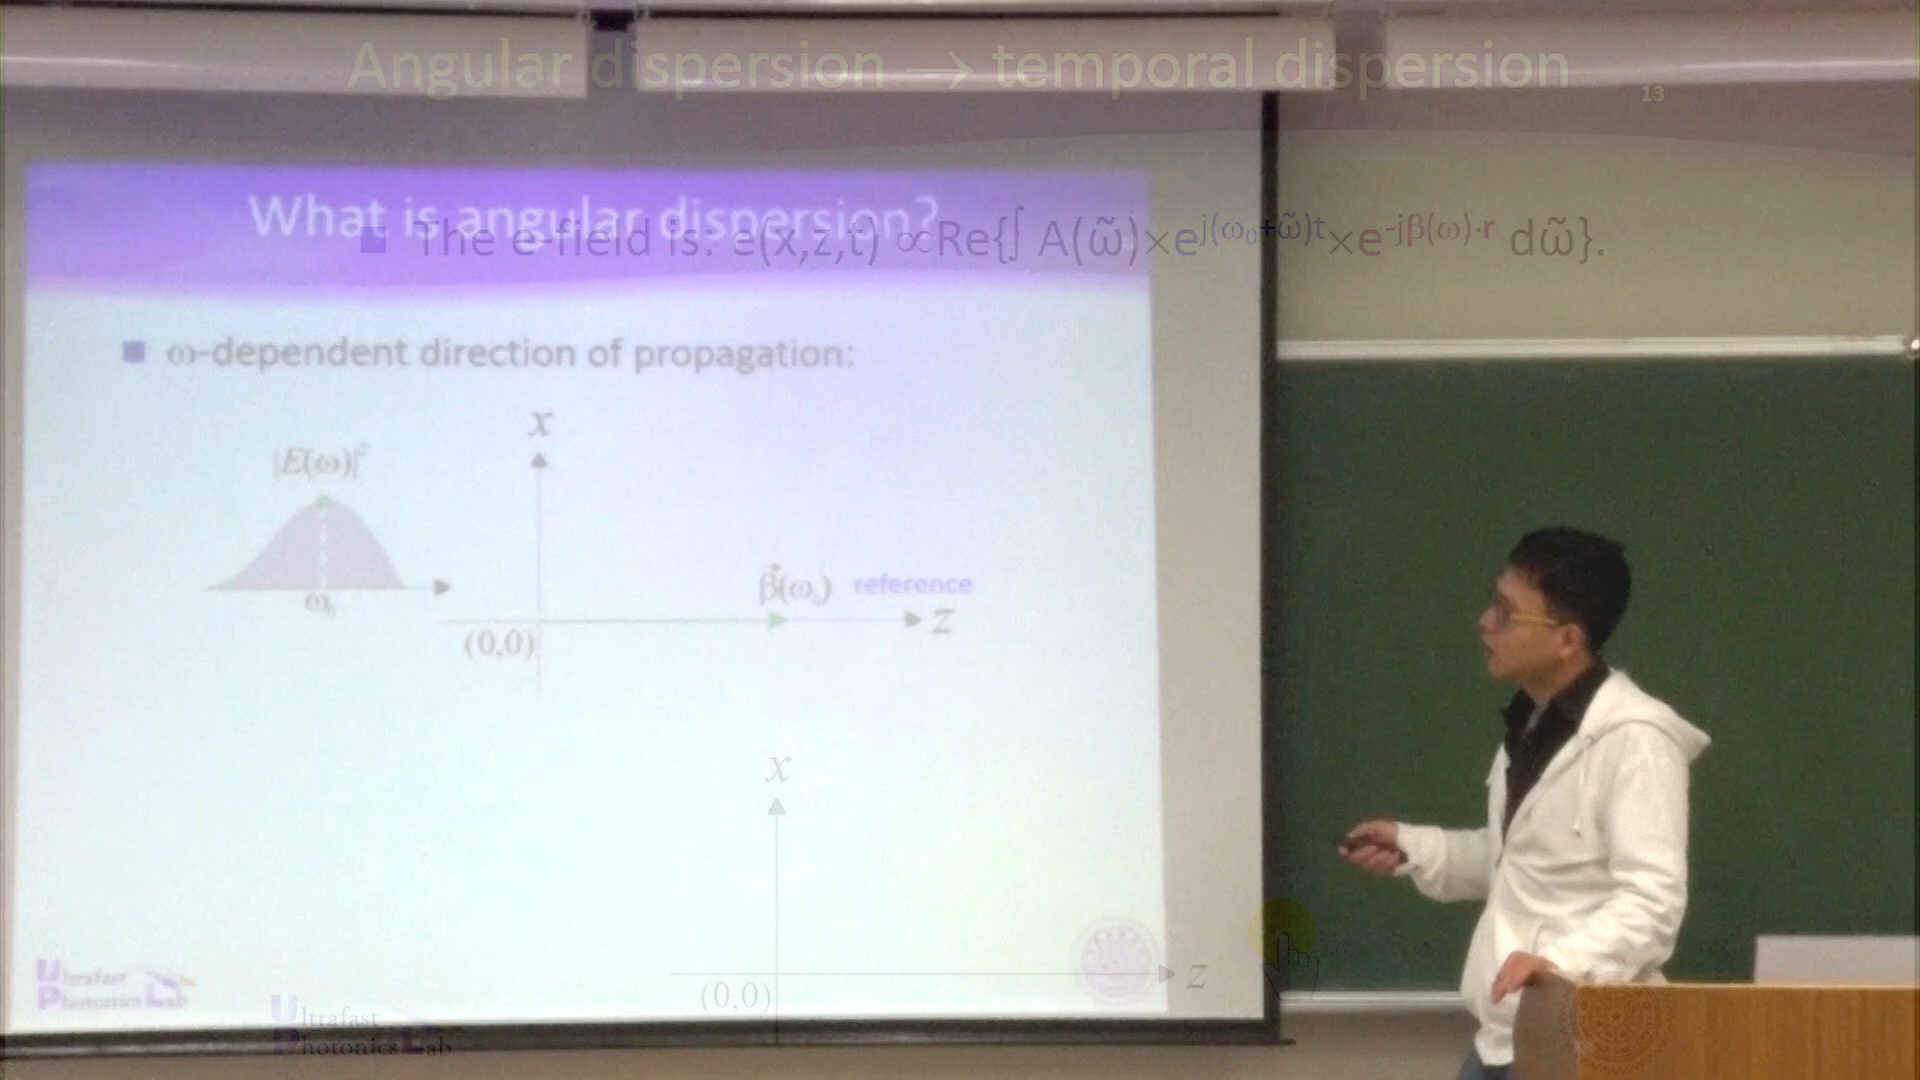 Angular dispersion → temporal dispersion
13
What is angular dispersion?
The e-field is: e(x,z,t) ∝Re{∫ A(ω̃)×e^j(ω₀+ω̃)t×e^-jβ(ω)·r dω̃}.
ω-dependent direction of propagation:
x
|E(ω)|²
ω₀
β⃗(ω₀) reference
z
(0,0)
x
z
(0,0)
Ultrafast
Photonics Lab
Ultrafast
Photonics Lab